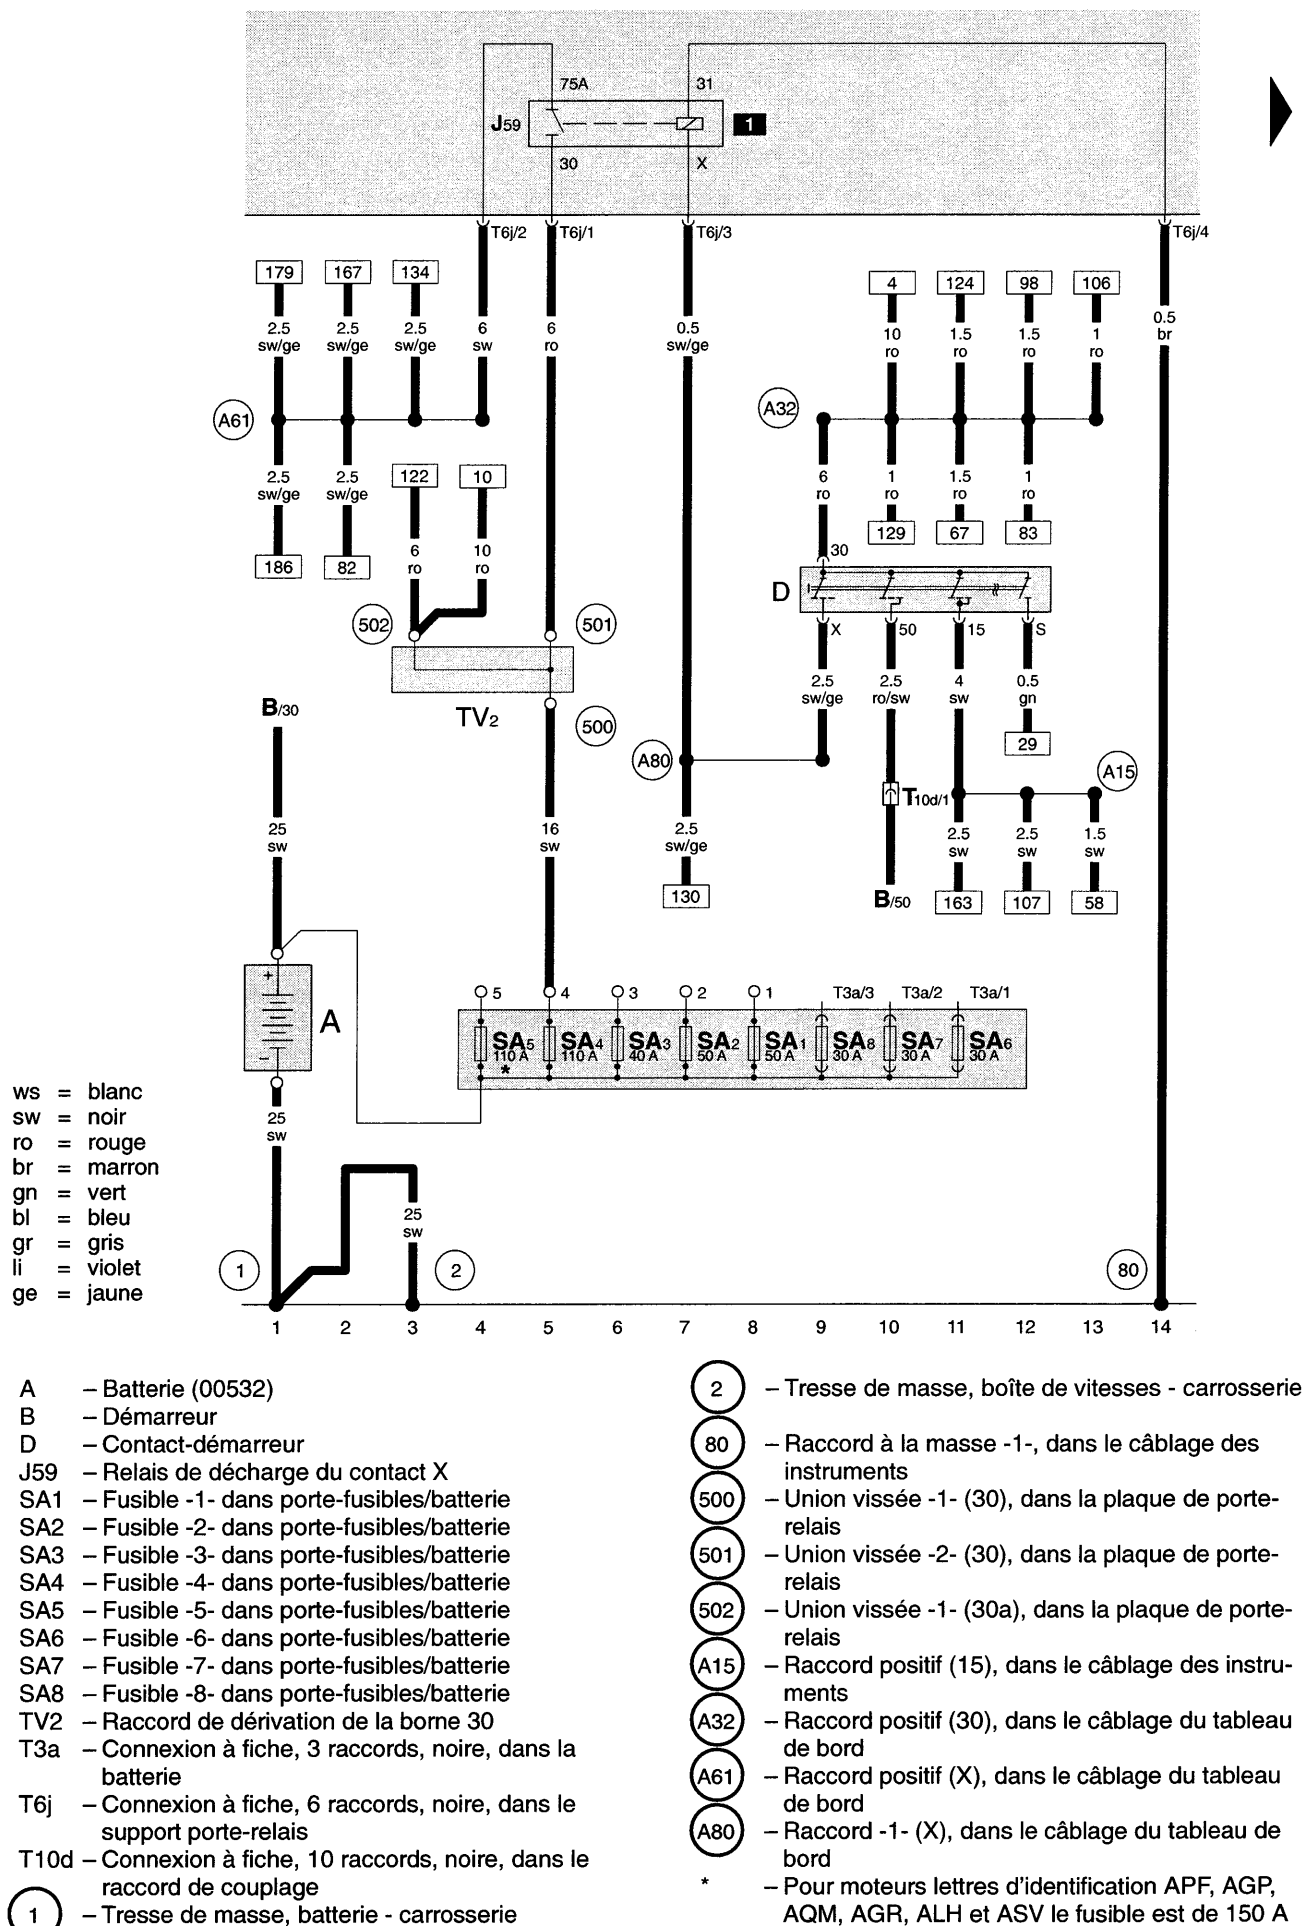 75A 31
J59 1
30 X
T6j/2 T6j/1 T6j/3 T6j/4
179 167 134 4 124 98 106
2.5 sw/ge 2.5 sw/ge 2.5 sw/ge 6 sw 6 ro 0.5 sw/ge 10 ro 1.5 ro 1.5 ro 1 ro 0.5 br
A61 A32
2.5 sw/ge 2.5 sw/ge 122 10 6 ro 1 ro 1.5 ro 1 ro
186 82 6 ro 10 ro 129 67 83
30
D
502 501 X 50 15 S
2.5 sw/ge 2.5 ro/sw 4 sw 0.5 gn
B/30 TV2 500 29
A80 A15
T10d/1
25 sw 16 sw 2.5 sw/ge 2.5 sw 2.5 sw 1.5 sw
130 B/50 163 107 58
+ 5 4 3 2 1 T3a/3 T3a/2 T3a/1
A SA5 SA4 SA3 SA2 SA1 SA8 SA7 SA6
- 110 A 110 A 40 A 50 A 50 A 30 A 30 A 30 A
*
ws = blanc
sw = noir
ro = rouge
br = marron
gn = vert
bl = bleu
gr = gris
li = violet
ge = jaune
25 sw
25 sw
1 2 80
1 2 3 4 5 6 7 8 9 10 11 12 13 14
A – Batterie (00532)
B – Démarreur
D – Contact-démarreur
J59 – Relais de décharge du contact X
SA1 – Fusible -1- dans porte-fusibles/batterie
SA2 – Fusible -2- dans porte-fusibles/batterie
SA3 – Fusible -3- dans porte-fusibles/batterie
SA4 – Fusible -4- dans porte-fusibles/batterie
SA5 – Fusible -5- dans porte-fusibles/batterie
SA6 – Fusible -6- dans porte-fusibles/batterie
SA7 – Fusible -7- dans porte-fusibles/batterie
SA8 – Fusible -8- dans porte-fusibles/batterie
TV2 – Raccord de dérivation de la borne 30
T3a – Connexion à fiche, 3 raccords, noire, dans la
batterie
T6j – Connexion à fiche, 6 raccords, noire, dans le
support porte-relais
T10d – Connexion à fiche, 10 raccords, noire, dans le
raccord de couplage
1 – Tresse de masse, batterie - carrosserie
2 – Tresse de masse, boîte de vitesses - carrosserie
80 – Raccord à la masse -1-, dans le câblage des
instruments
500 – Union vissée -1- (30), dans la plaque de porte-
relais
501 – Union vissée -2- (30), dans la plaque de porte-
relais
502 – Union vissée -1- (30a), dans la plaque de porte-
relais
A15 – Raccord positif (15), dans le câblage des instru-
ments
A32 – Raccord positif (30), dans le câblage du tableau
de bord
A61 – Raccord positif (X), dans le câblage du tableau
de bord
A80 – Raccord -1- (X), dans le câblage du tableau de
bord
* – Pour moteurs lettres d'identification APF, AGP,
AQM, AGR, ALH et ASV le fusible est de 150 A